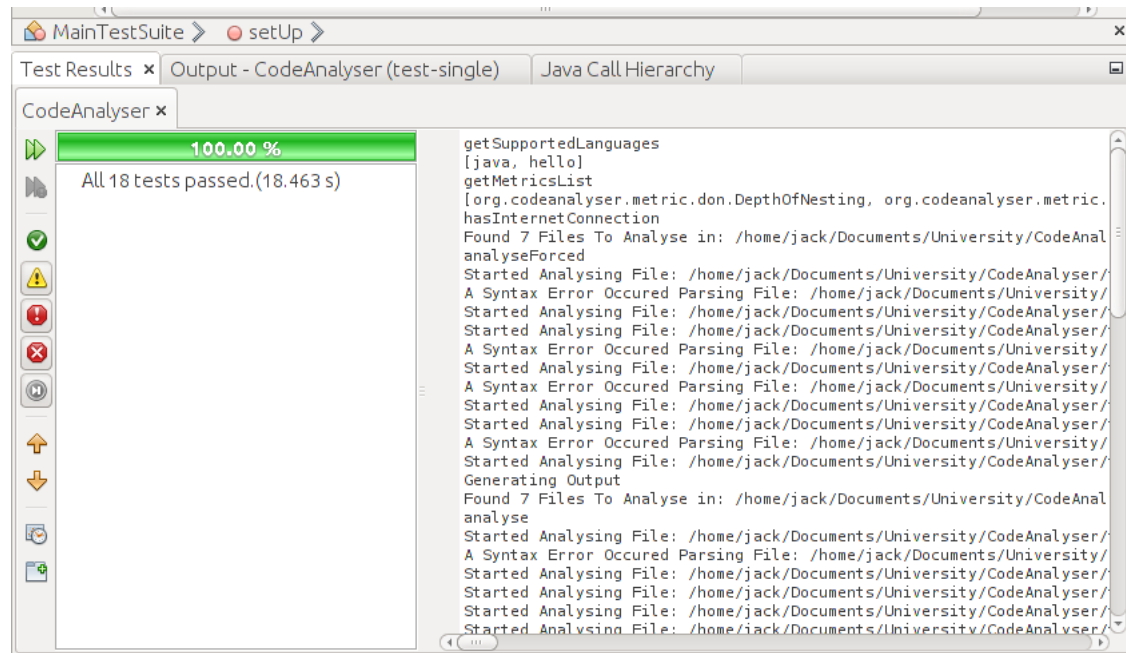 MainTestSuite setUp
Test Results Output - CodeAnalyser (test-single) Java Call Hierarchy
CodeAnalyser
100.00 %
All 18 tests passed.(18.463 s)
getSupportedLanguages
[java, hello]
getMetricsList
[org.codeanalyser.metric.don.DepthOfNesting, org.codeanalyser.metric.
hasInternetConnection
Found 7 Files To Analyse in: /home/jack/Documents/University/CodeAnal
analyseForced
Started Analysing File: /home/jack/Documents/University/CodeAnalyser/
A Syntax Error Occured Parsing File: /home/jack/Documents/University/
Started Analysing File: /home/jack/Documents/University/CodeAnalyser/
Started Analysing File: /home/jack/Documents/University/CodeAnalyser/
A Syntax Error Occured Parsing File: /home/jack/Documents/University/
Started Analysing File: /home/jack/Documents/University/CodeAnalyser/
A Syntax Error Occured Parsing File: /home/jack/Documents/University/
Started Analysing File: /home/jack/Documents/University/CodeAnalyser/
Started Analysing File: /home/jack/Documents/University/CodeAnalyser/
A Syntax Error Occured Parsing File: /home/jack/Documents/University/
Started Analysing File: /home/jack/Documents/University/CodeAnalyser/
Generating Output
Found 7 Files To Analyse in: /home/jack/Documents/University/CodeAnal
analyse
Started Analysing File: /home/jack/Documents/University/CodeAnalyser/
A Syntax Error Occured Parsing File: /home/jack/Documents/University/
Started Analysing File: /home/jack/Documents/University/CodeAnalyser/
Started Analysing File: /home/jack/Documents/University/CodeAnalyser/
Started Analysing File: /home/jack/Documents/University/CodeAnalyser/
Started Analysing File: /home/jack/Documents/University/CodeAnalyser/